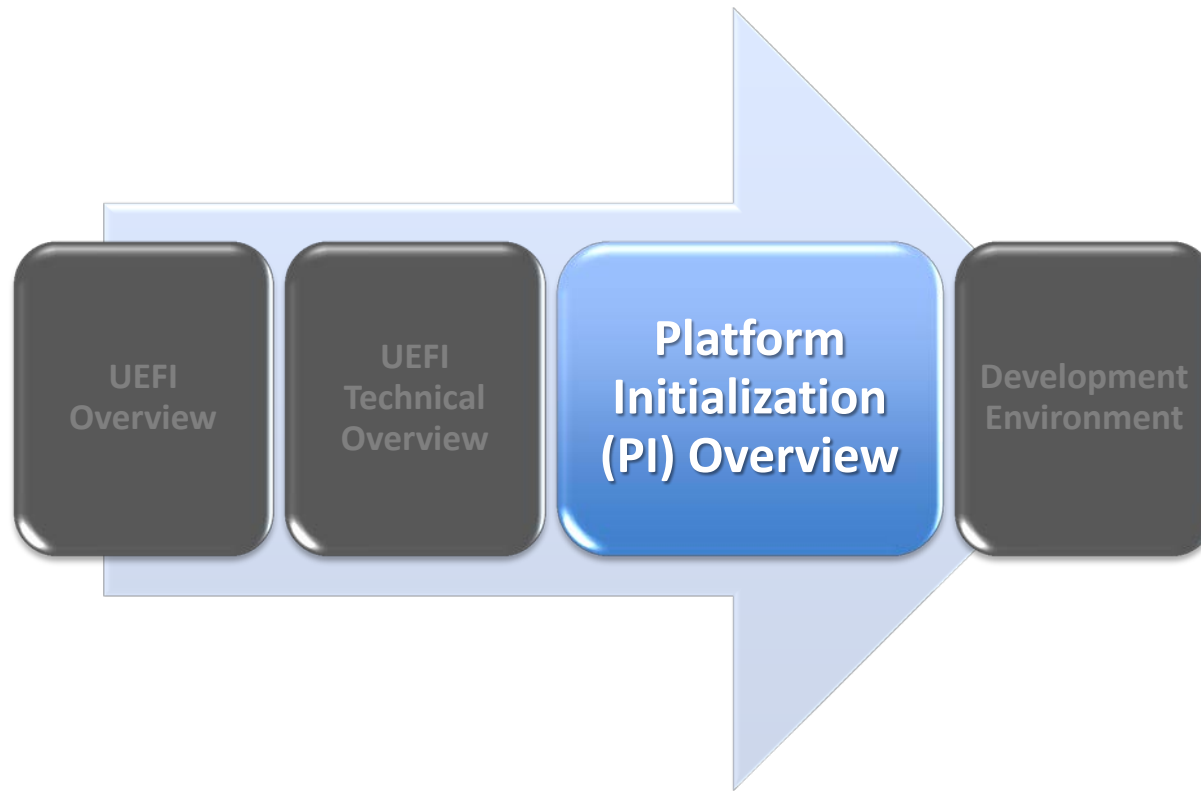 UEFI
Overview
UEFI
Technical
Overview
Platform
Initialization
(PI) Overview
Development
Environment